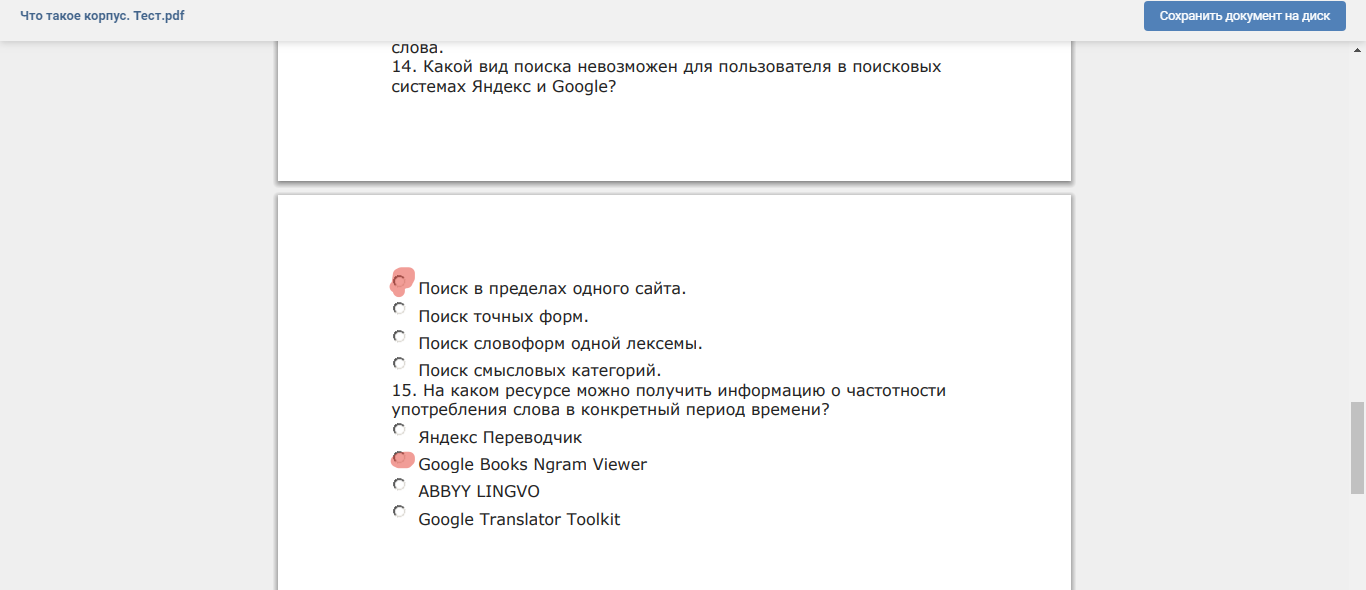 Что такое корпус. Тест.pdf
Сохранить документ на диск
слова.
14. Какой вид поиска невозможен для пользователя в поисковых
системах Яндекс и Google?
Поиск в пределах одного сайта.
Поиск точных форм.
Поиск словоформ одной лексемы.
Поиск смысловых категорий.
15. На каком ресурсе можно получить информацию о частотности
употребления слова в конкретный период времени?
Яндекс Переводчик
Google Books Ngram Viewer
ABBYY LINGVO
Google Translator Toolkit